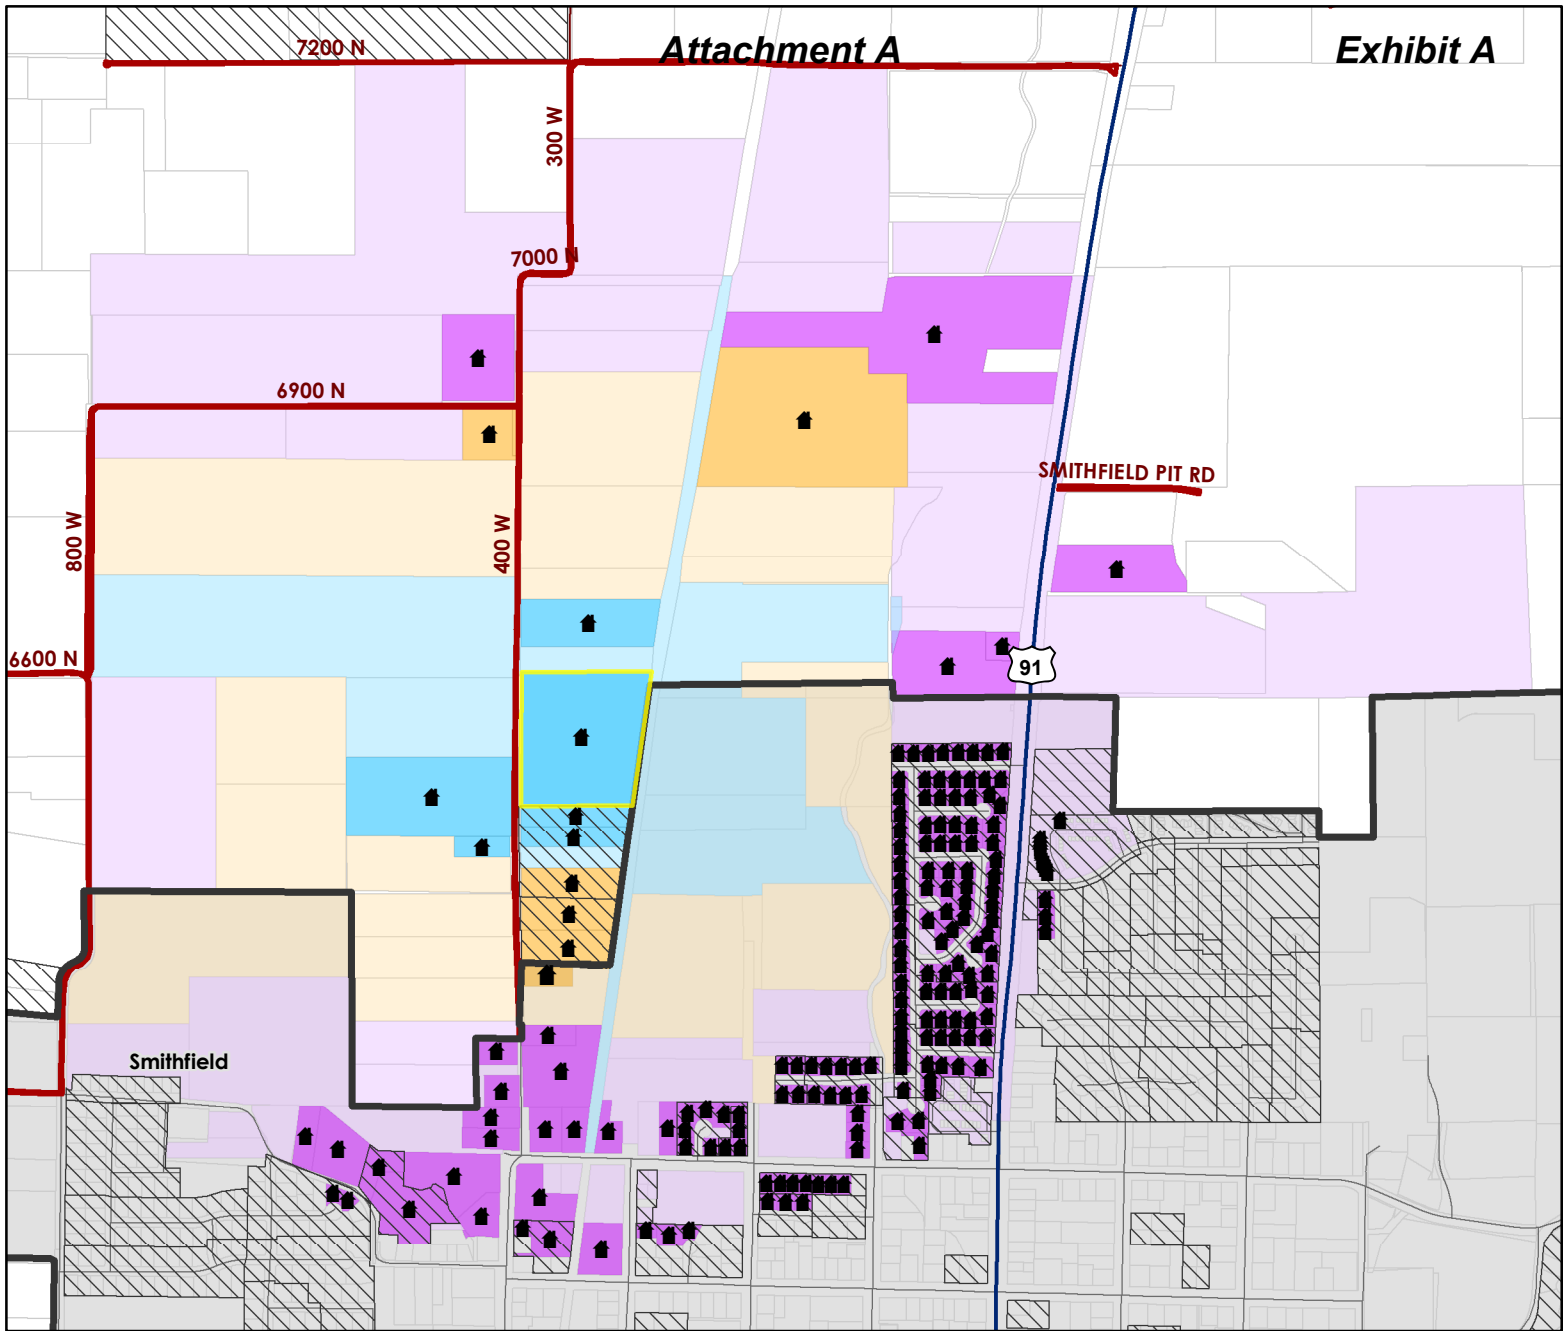 Attachment A
Exhibit A
7200 N
300 W
7000 N
6900 N
SMITHFIELD PIT RD
800 W
400 W
6600 N
91
Smithfield